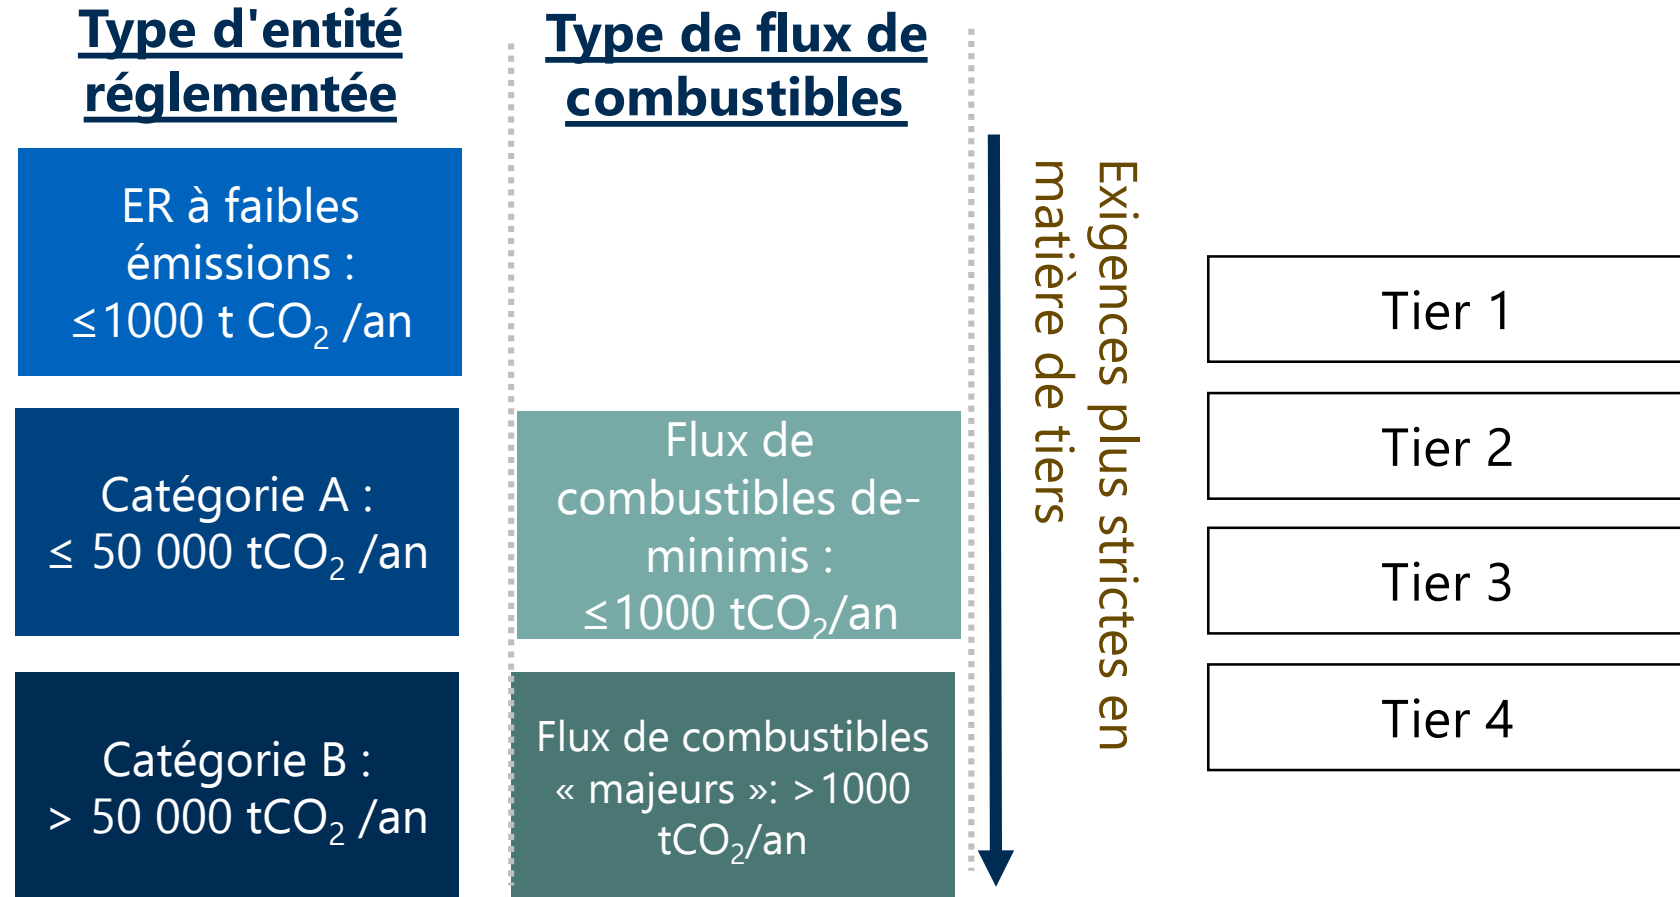 Type d'entité
réglementée
ER à faibles
émissions :
≤1000 t CO₂ /an
Catégorie A :
≤ 50 000 tCO₂ /an
Catégorie B :
> 50 000 tCO₂ /an
Type de flux de
combustibles
Flux de
combustibles de-
minimis :
≤1000 tCO₂/an
Flux de combustibles
« majeurs »: >1000
tCO₂/an
Exigences plus strictes en
matière de tiers
Tier 1
Tier 2
Tier 3
Tier 4